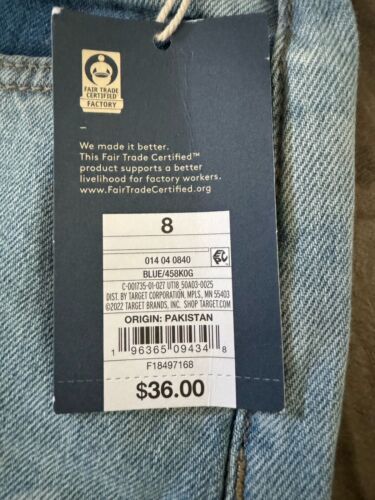 FAIR TRADE
CERTIFIED
FACTORY
–
We made it better.
This Fair Trade Certified™
product supports a better
livelihood for factory workers.
www.FairTradeCertified.org
8
014 04 0840
BLUE/458K0G
C-001735-01-027 UT18_50A03-0025
DIST. BY TARGET CORPORATION, MPLS, MN 55403
©2022 TARGET BRANDS, INC. SHOP TARGET.COM
ORIGIN: PAKISTAN
1 96365 09434 8
F18497168
$36.00